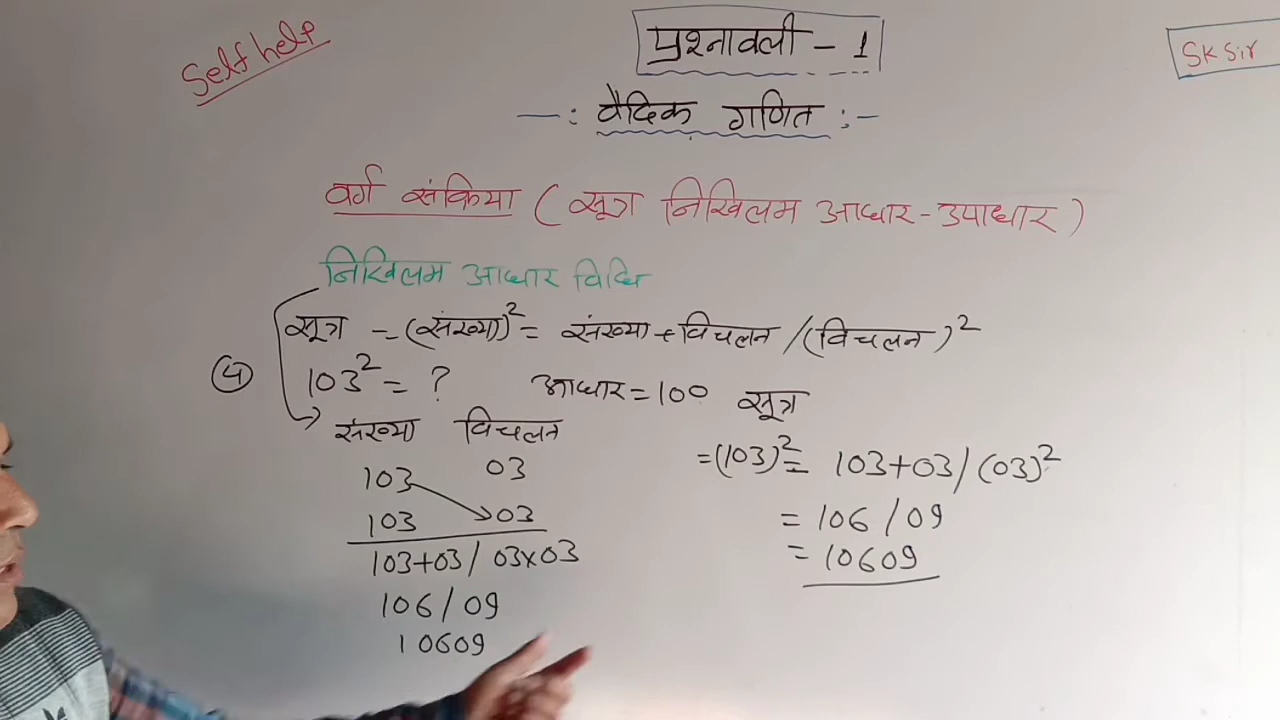 Self help
प्रश्नावली - 1
SK Sir
-: वैदिक गणित :-
वर्ग संक्रिया ( सूत्र निखिलम आधार-उपाधार )
निखिलम आधार विधि
सूत्र = (संख्या)² = संख्या + विचलन / (विचलन)²
103² = ? आधार = 100 सूत्र
संख्या विचलन
103 03
103 03
103+03 / 03×03
106 / 09
10609
= (103)² = 103+03 / (03)²
= 106 / 09
= 10609